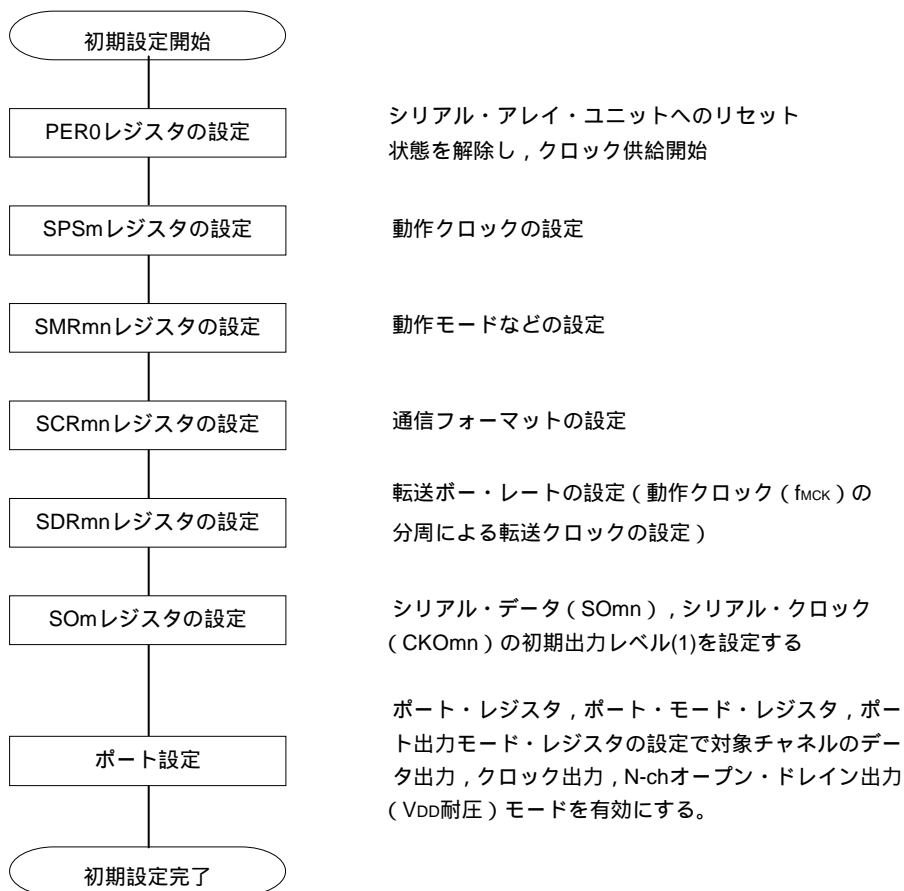 初期設定開始
PER0レジスタの設定
シリアル・アレイ・ユニットへのリセット
状態を解除し，クロック供給開始
SPSmレジスタの設定
動作クロックの設定
SMRmnレジスタの設定
動作モードなどの設定
SCRmnレジスタの設定
通信フォーマットの設定
SDRmnレジスタの設定
転送ボー・レートの設定（動作クロック（fMCK）の
分周による転送クロックの設定）
SOmレジスタの設定
シリアル・データ（SOmn），シリアル・クロック
（CKOmn）の初期出力レベル(1)を設定する
ポート設定
ポート・レジスタ，ポート・モード・レジスタ，ポー
ト出力モード・レジスタの設定で対象チャネルのデー
タ出力，クロック出力，N-chオープン・ドレイン出力
（VDD耐圧）モードを有効にする。
初期設定完了